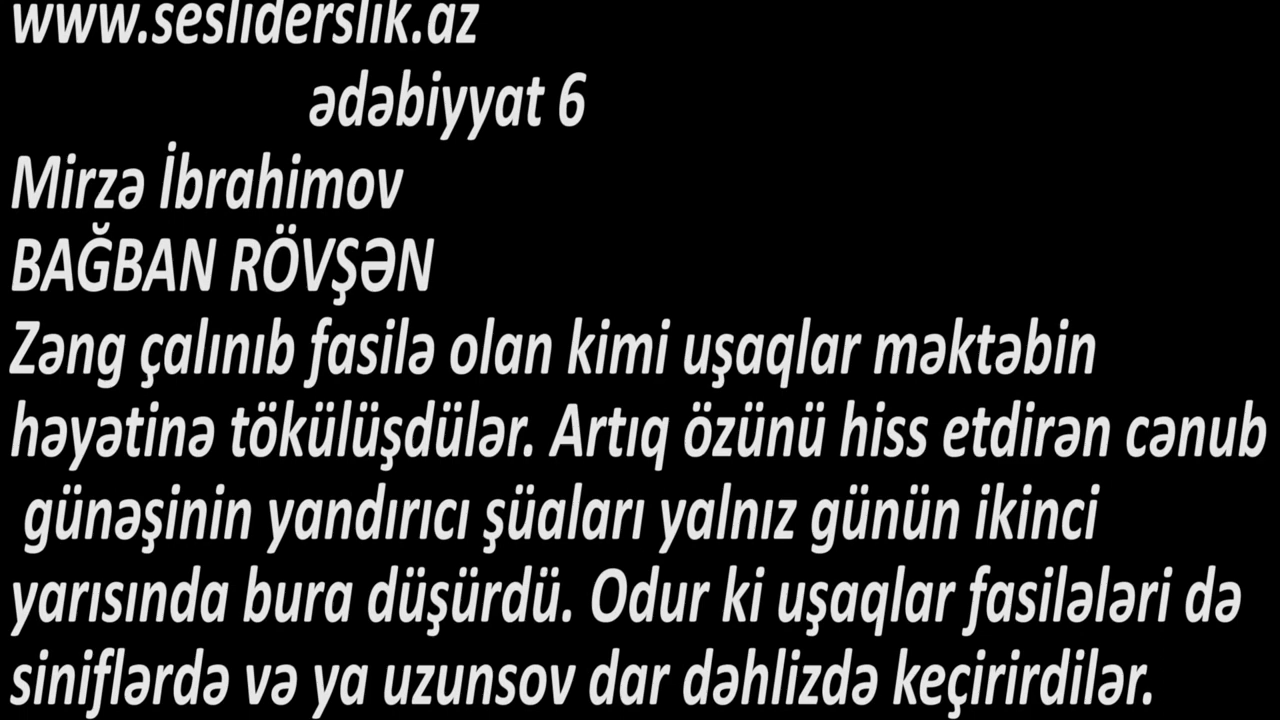 www.sesliderslik.az
ədəbiyyat 6
Mirzə İbrahimov
BAĞBAN RÖVŞƏN
Zəng çalınıb fasilə olan kimi uşaqlar məktəbin
həyətinə tökülüşdülər. Artıq özünü hiss etdirən cənub
günəşinin yandırıcı şüaları yalnız günün ikinci
yarısında bura düşürdü. Odur ki uşaqlar fasilələri də
siniflərdə və ya uzunsov dar dəhlizdə keçirirdilər.